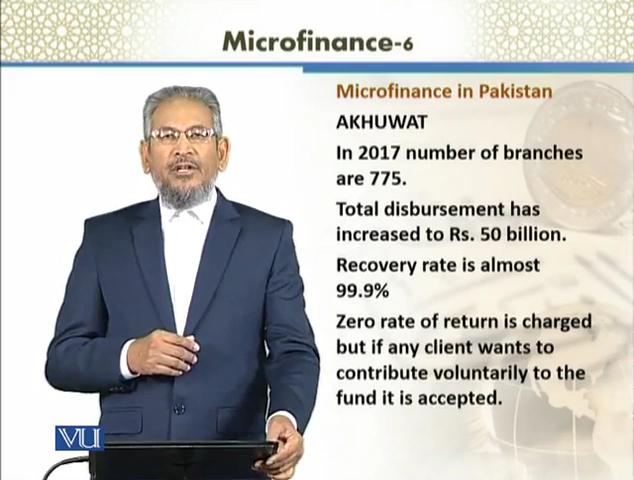 Microfinance-6
Microfinance in Pakistan
AKHUWAT
In 2017 number of branches
are 775.
Total disbursement has
increased to Rs. 50 billion.
Recovery rate is almost
99.9%
Zero rate of return is charged
but if any client wants to
contribute voluntarily to the
fund it is accepted.
VU